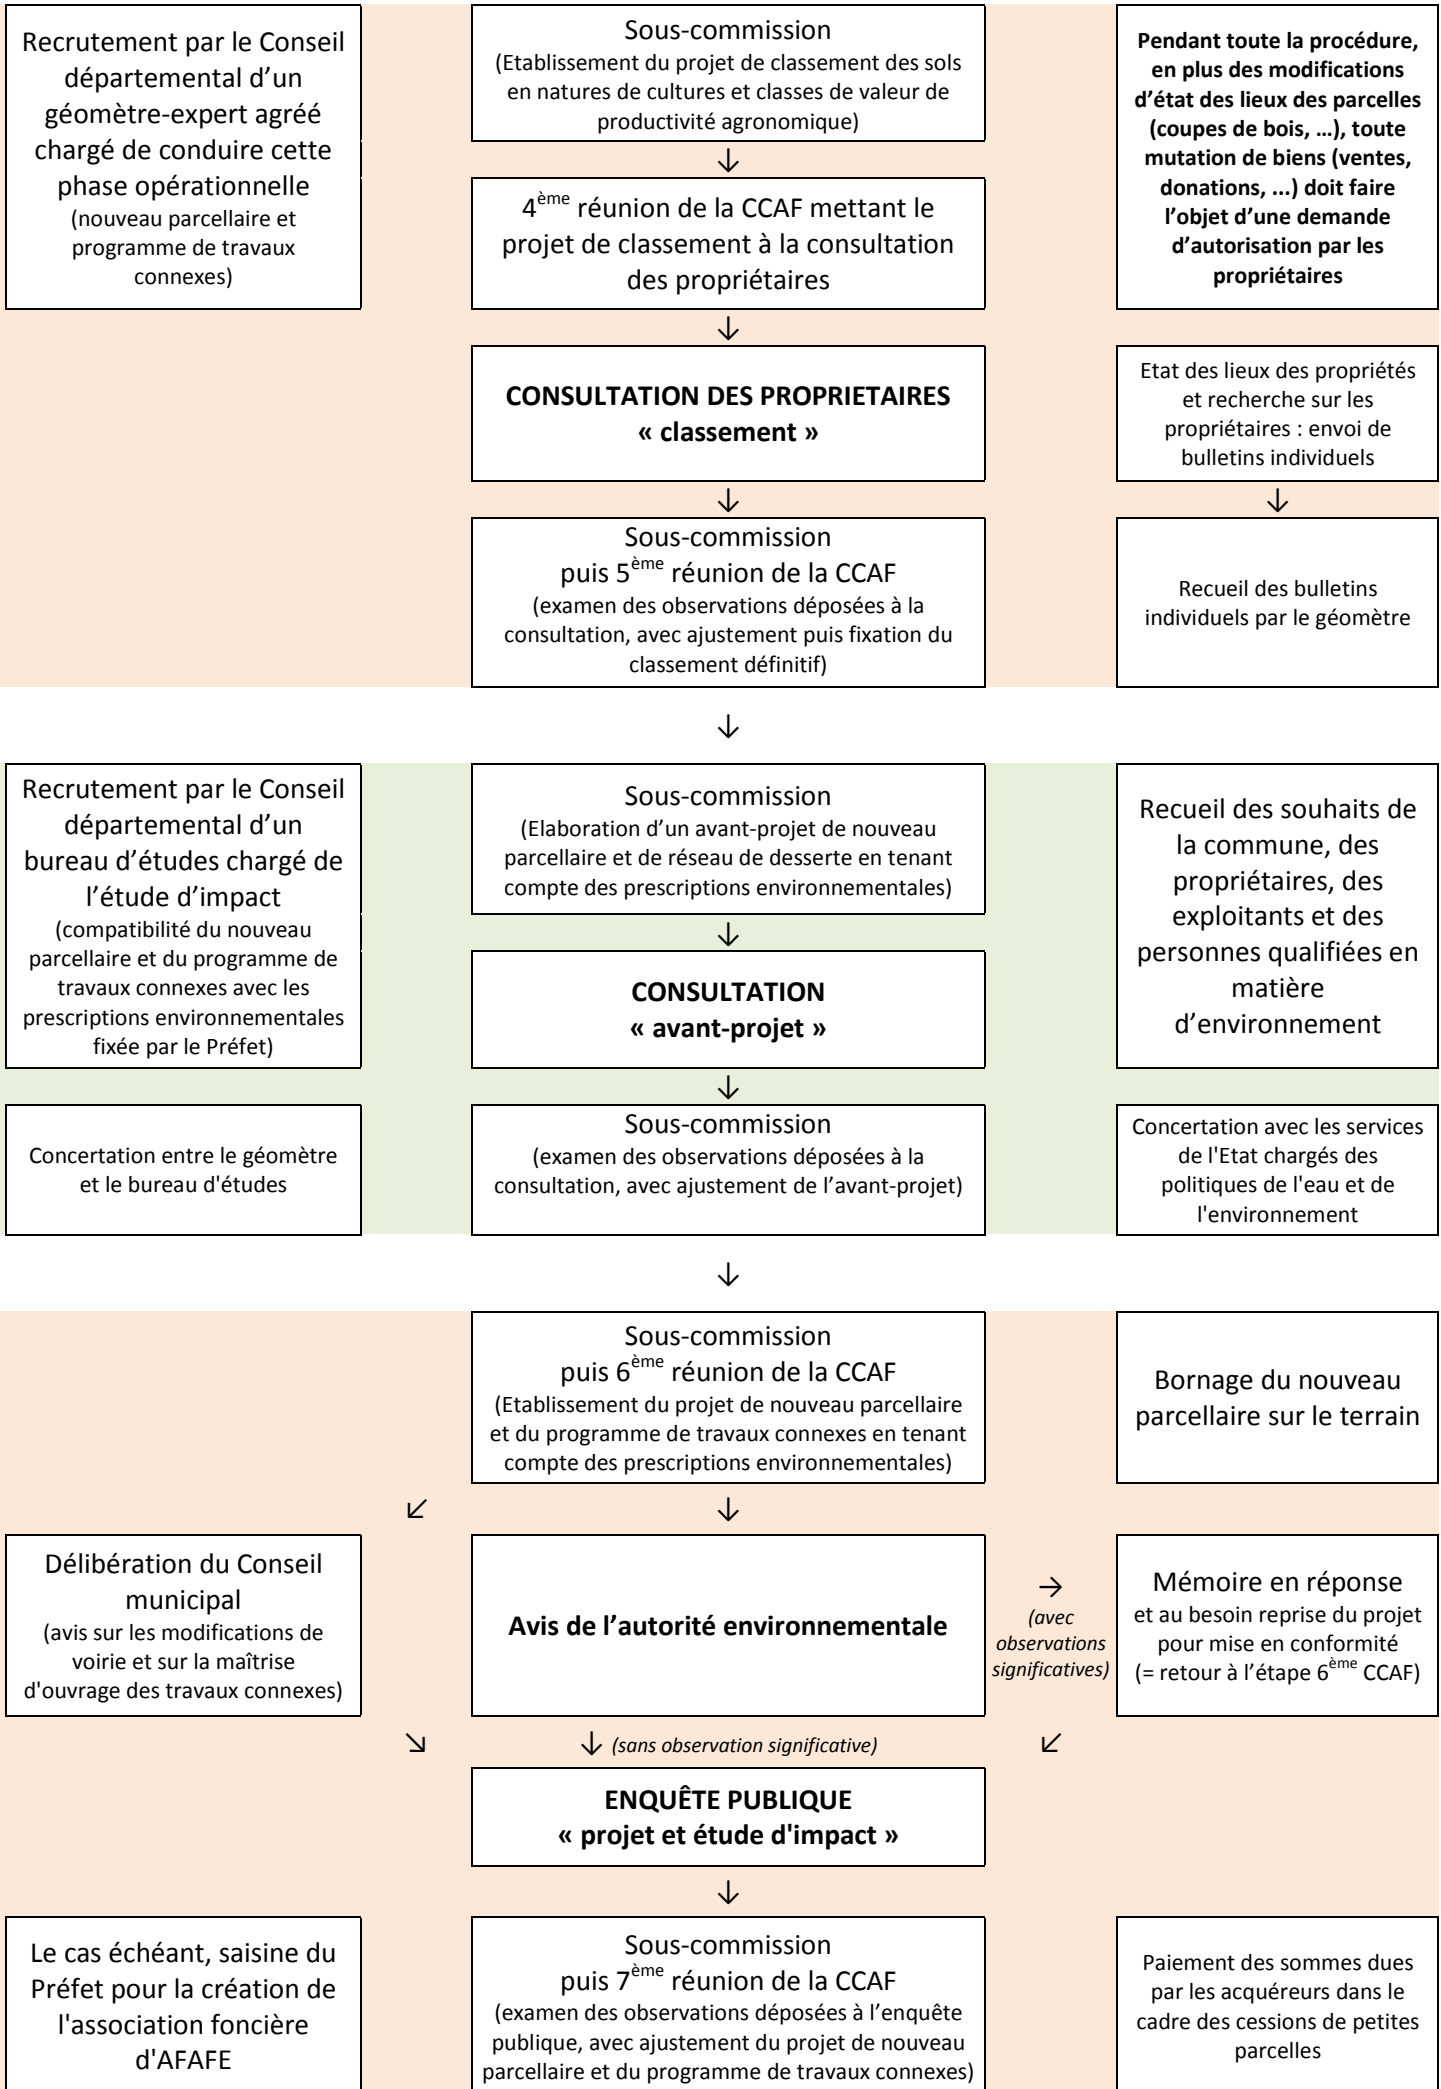 Recrutement par le Conseil
départemental d’un
géomètre-expert agréé
chargé de conduire cette
phase opérationnelle
(nouveau parcellaire et
programme de travaux
connexes)
Sous-commission
(Etablissement du projet de classement des sols
en natures de cultures et classes de valeur de
productivité agronomique)
↓
4ème réunion de la CCAF mettant le
projet de classement à la consultation
des propriétaires
Pendant toute la procédure,
en plus des modifications
d’état des lieux des parcelles
(coupes de bois, …), toute
mutation de biens (ventes,
donations, ...) doit faire
l’objet d’une demande
d’autorisation par les
propriétaires
↓
CONSULTATION DES PROPRIETAIRES
« classement »
Etat des lieux des propriétés
et recherche sur les
propriétaires : envoi de
bulletins individuels
↓
↓
Sous-commission
puis 5ème réunion de la CCAF
(examen des observations déposées à la
consultation, avec ajustement puis fixation du
classement définitif)
Recueil des bulletins
individuels par le géomètre
↓
Recrutement par le Conseil
départemental d’un
bureau d’études chargé de
l’étude d’impact
(compatibilité du nouveau
parcellaire et du programme de
travaux connexes avec les
prescriptions environnementales
fixée par le Préfet)
Sous-commission
(Elaboration d’un avant-projet de nouveau
parcellaire et de réseau de desserte en tenant
compte des prescriptions environnementales)
↓
CONSULTATION
« avant-projet »
Recueil des souhaits de
la commune, des
propriétaires, des
exploitants et des
personnes qualifiées en
matière
d’environnement
↓
Concertation entre le géomètre
et le bureau d'études
Sous-commission
(examen des observations déposées à la
consultation, avec ajustement de l’avant-projet)
Concertation avec les services
de l'Etat chargés des
politiques de l'eau et de
l'environnement
↓
Sous-commission
puis 6ème réunion de la CCAF
(Etablissement du projet de nouveau parcellaire
et du programme de travaux connexes en tenant
compte des prescriptions environnementales)
Bornage du nouveau
parcellaire sur le terrain
↙ ↓
Délibération du Conseil
municipal
(avis sur les modifications de
voirie et sur la maîtrise
d'ouvrage des travaux connexes)
Avis de l’autorité environnementale
→
(avec
observations
significatives)
Mémoire en réponse
et au besoin reprise du projet
pour mise en conformité
(= retour à l’étape 6ème CCAF)
↘ ↓ (sans observation significative) ↙
ENQUÊTE PUBLIQUE
« projet et étude d'impact »
↓
Le cas échéant, saisine du
Préfet pour la création de
l'association foncière
d'AFAFE
Sous-commission
puis 7ème réunion de la CCAF
(examen des observations déposées à l’enquête
publique, avec ajustement du projet de nouveau
parcellaire et du programme de travaux connexes)
Paiement des sommes dues
par les acquéreurs dans le
cadre des cessions de petites
parcelles